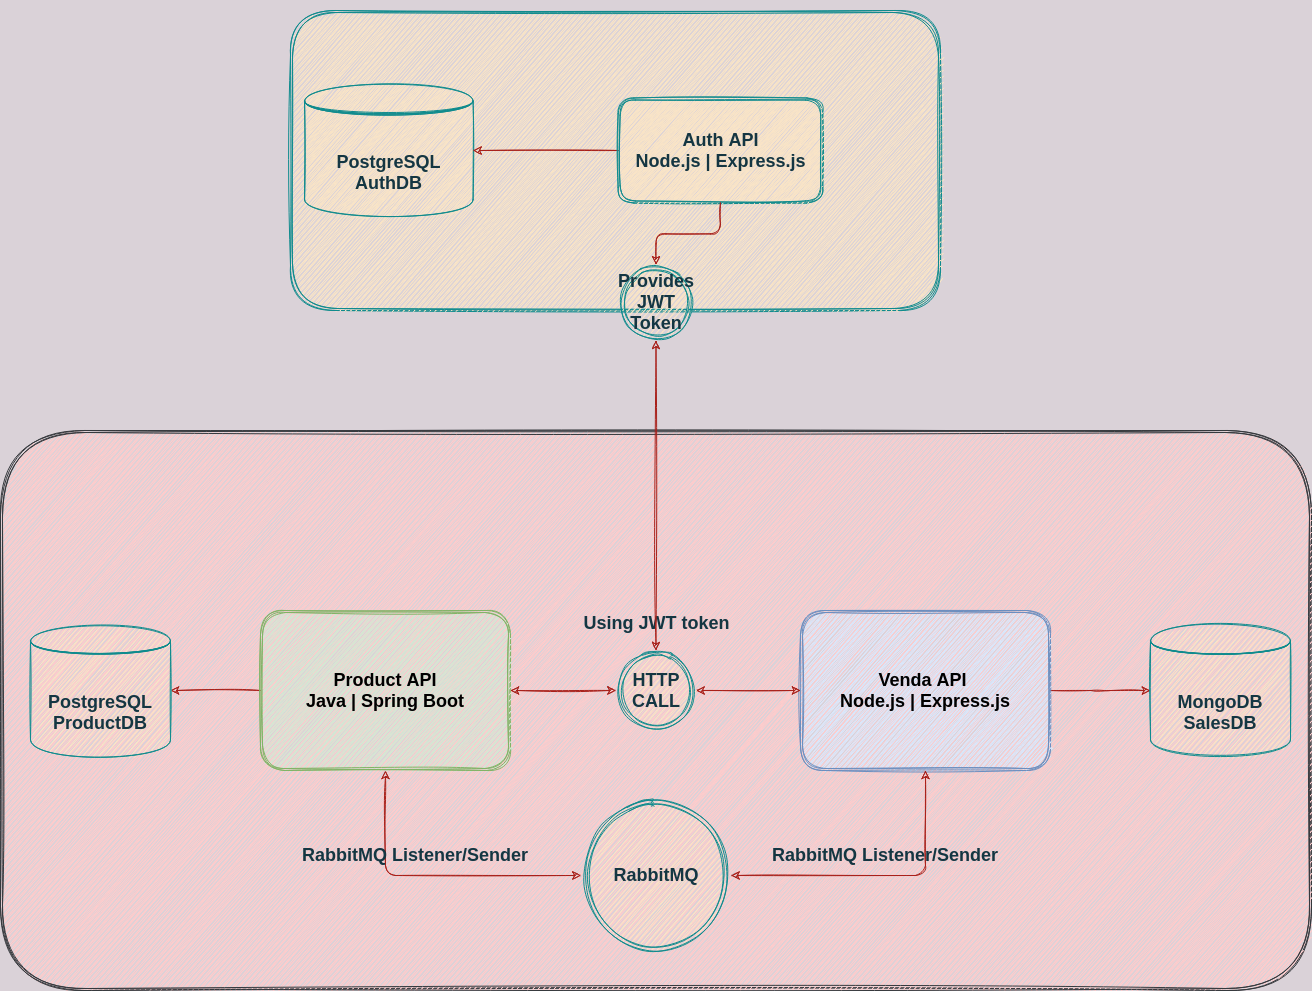 PostgreSQL
AuthDB
Auth API
Node.js | Express.js
Provides
JWT
Token
Using JWT token
PostgreSQL
ProductDB
Product API
Java | Spring Boot
HTTP
CALL
Venda API
Node.js | Express.js
MongoDB
SalesDB
RabbitMQ Listener/Sender
RabbitMQ
RabbitMQ Listener/Sender